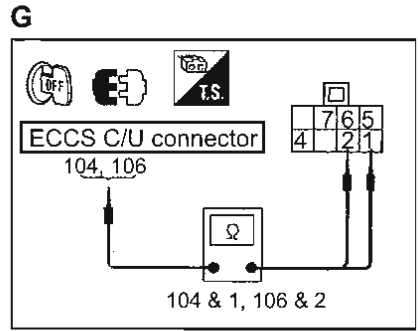 G
OFF
T.S.
ECCS C/U connector
104, 106
7 6 5
4 2 1
Ω
104 & 1, 106 & 2